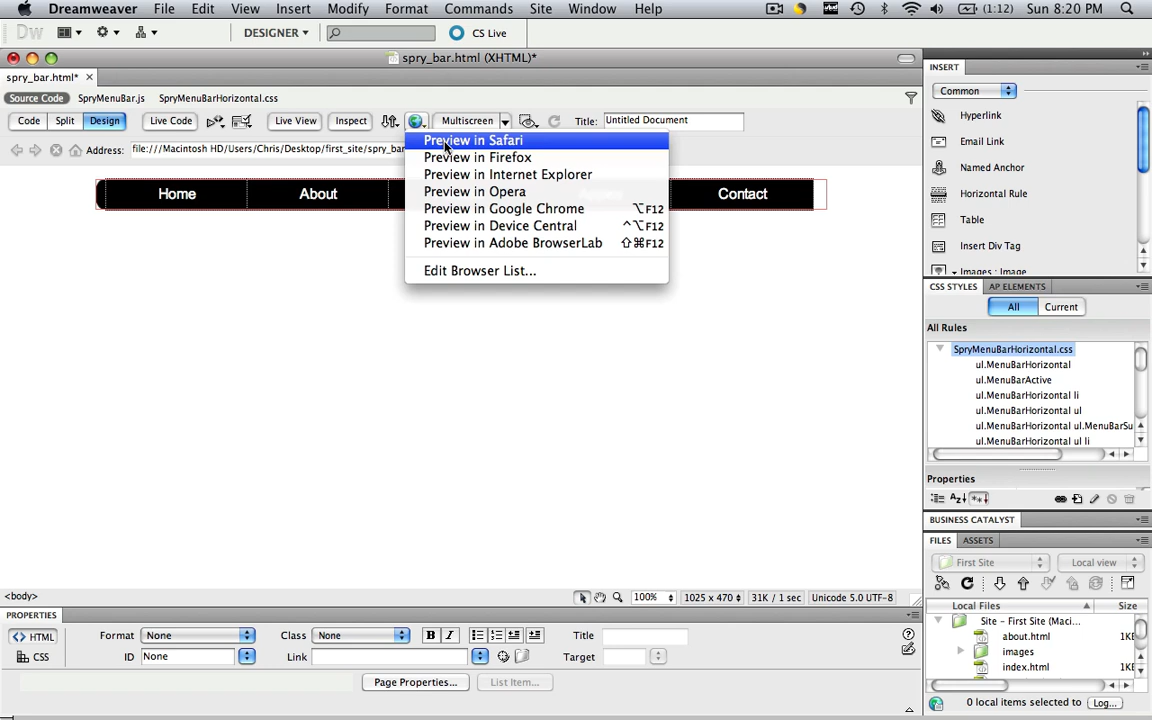 Dreamweaver File Edit View Insert Modify Format Commands Site Window Help (1:12) Sun 8:20 PM
Dw DESIGNER CS Live
spry_bar.html (XHTML)*
spry_bar.html*
Source Code SpryMenuBar.js SpryMenuBarHorizontal.css
Code Split Design Live Code Live View Inspect Multiscreen Title: Untitled Document
Address: file:///Macintosh HD/Users/Chris/Desktop/first_site/spry_bar
Preview in Safari
Preview in Firefox
Preview in Internet Explorer
Preview in Opera
Preview in Google Chrome ⌥F12
Preview in Device Central ^⌥F12
Preview in Adobe BrowserLab ⇧⌘F12
Edit Browser List...
Home About Contact
INSERT
Common
Hyperlink
Email Link
Named Anchor
Horizontal Rule
Table
Insert Div Tag
Images : Image
CSS STYLES AP ELEMENTS
All Current
All Rules
SpryMenuBarHorizontal.css
ul.MenuBarHorizontal
ul.MenuBarActive
ul.MenuBarHorizontal li
ul.MenuBarHorizontal ul
ul.MenuBarHorizontal ul.MenuBarSu
ul.MenuBarHorizontal ul li
Properties
BUSINESS CATALYST
FILES ASSETS
First Site Local view
Local Files Size
Site – First Site (Maci...
about.html 1KE
images
index.html 1KE
0 local items selected to Log...
<body> 100% 1025 x 470 31K / 1 sec Unicode 5.0 UTF-8
PROPERTIES
<> HTML Format None Class None B I Title
CSS ID None Link Target
Page Properties... List Item...